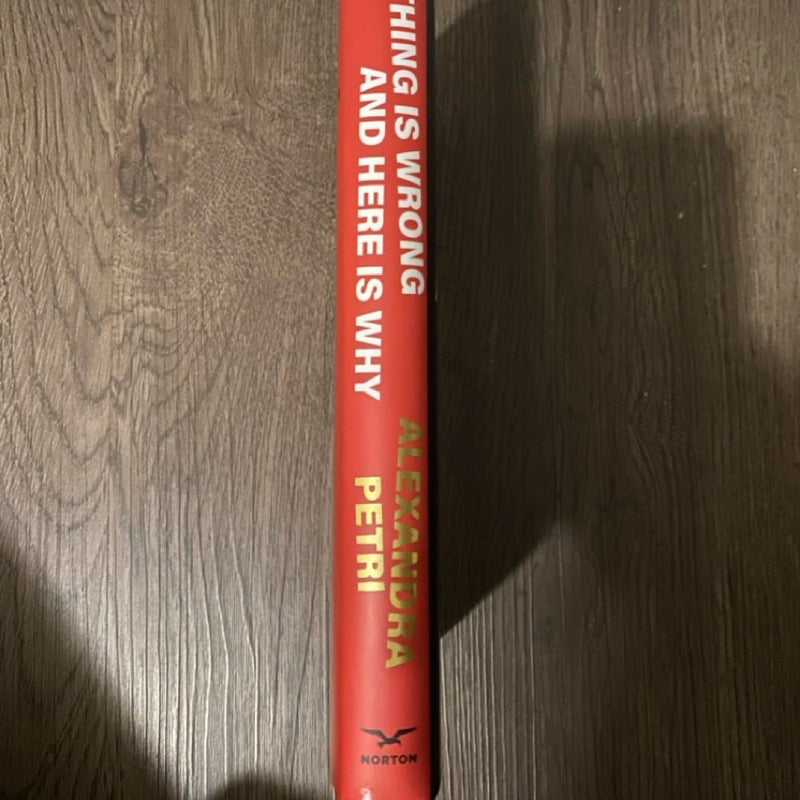 THING IS WRONG
AND HERE IS WHY
ALEXANDRA
PETRI
NORTON